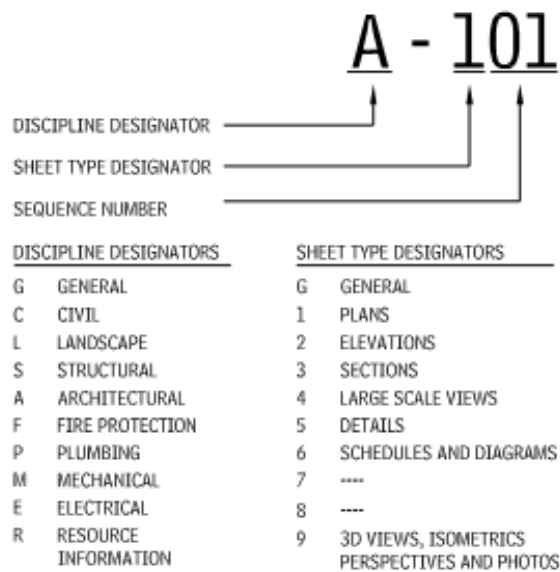 A - 101
DISCIPLINE DESIGNATOR
SHEET TYPE DESIGNATOR
SEQUENCE NUMBER
DISCIPLINE DESIGNATORS
G GENERAL
C CIVIL
L LANDSCAPE
S STRUCTURAL
A ARCHITECTURAL
F FIRE PROTECTION
P PLUMBING
M MECHANICAL
E ELECTRICAL
R RESOURCE
INFORMATION
SHEET TYPE DESIGNATORS
G GENERAL
1 PLANS
2 ELEVATIONS
3 SECTIONS
4 LARGE SCALE VIEWS
5 DETAILS
6 SCHEDULES AND DIAGRAMS
7 ----
8 ----
9 3D VIEWS, ISOMETRICS
PERSPECTIVES AND PHOTOS